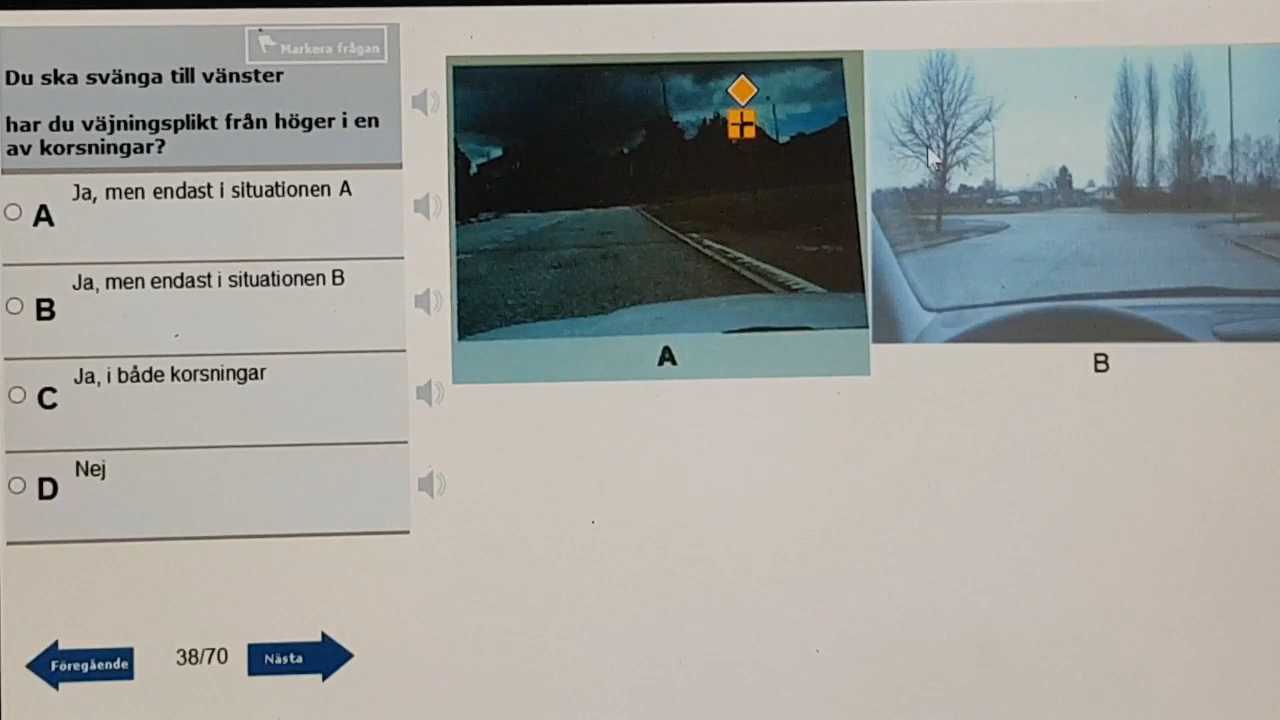 Markera frågan
Du ska svänga till vänster
har du väjningsplikt från höger i en
av korsningar?
A Ja, men endast i situationen A
B Ja, men endast i situationen B
C Ja, i både korsningar
D Nej
A
B
Föregående
38/70
Nästa